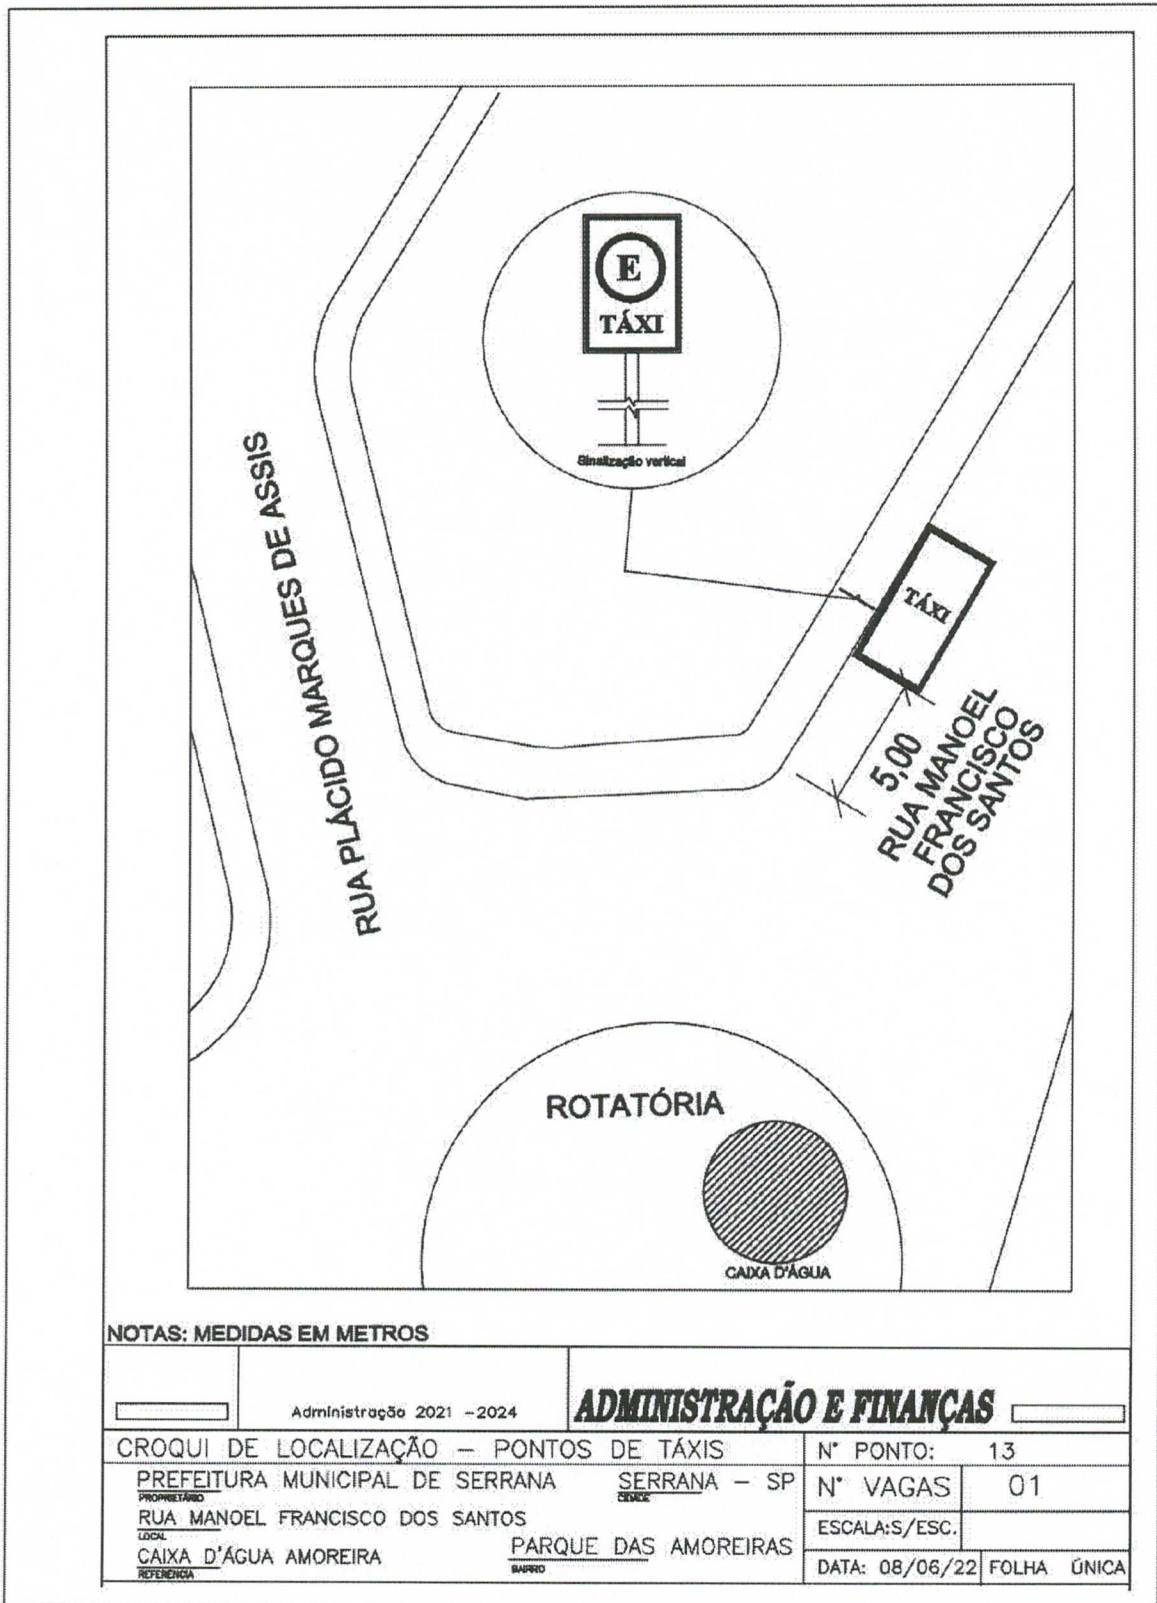 E
TÁXI
Sinalização vertical
RUA PLÁCIDO MARQUES DE ASSIS
TÁXI
5,00
RUA MANOEL
FRANCISCO
DOS SANTOS
ROTATÓRIA
CAIXA D'ÁGUA
NOTAS: MEDIDAS EM METROS
Administração 2021 -2024
ADMINISTRAÇÃO E FINANÇAS
CROQUI DE LOCALIZAÇÃO - PONTOS DE TÁXIS
N° PONTO: 13
PREFEITURA MUNICIPAL DE SERRANA SERRANA - SP
PROPRIETÁRIO CIDADE
N° VAGAS 01
RUA MANOEL FRANCISCO DOS SANTOS
LOCAL
ESCALA:S/ESC.
CAIXA D'ÁGUA AMOREIRA PARQUE DAS AMOREIRAS
REFERÊNCIA BAIRRO
DATA: 08/06/22 FOLHA ÚNICA